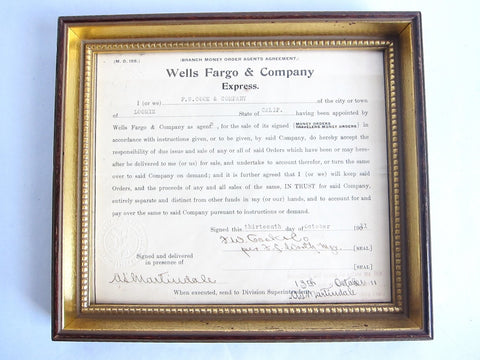 (M. O. 198.) (BRANCH MONEY ORDER AGENTS AGREEMENT.)
Wells Fargo & Company
Express.
I (or we) F.W.COOK & COMPANY of the city or town
of LOOMIS State of CALIF. having been appointed by
Wells Fargo & Company as agent, for the sale of its signed MONEY ORDERS TRAVELERS MONEY ORDERS in
accordance with instructions given, or to be given, by said Company, do hereby accept the
responsibility of due issue and sale of any or all of said Orders which have been or may hereafter
be delivered to me (or us) for sale, and undertake to account therefor, or turn the same
over to said Company on demand; and it is further agreed that I (or we) will keep said
Orders, and the proceeds of any and all sales of the same, IN TRUST for said Company,
entirely separate and distinct from other funds in my (or our) hands, and to account for and
pay over the same to said Company pursuant to instructions or demand.
Signed this thirteenth day of october 1
[SEAL]
Signed and delivered
in presence of
[SEAL]
A L Martindale 13th October 11
When executed, send to Division Superintendent. A L Martindale